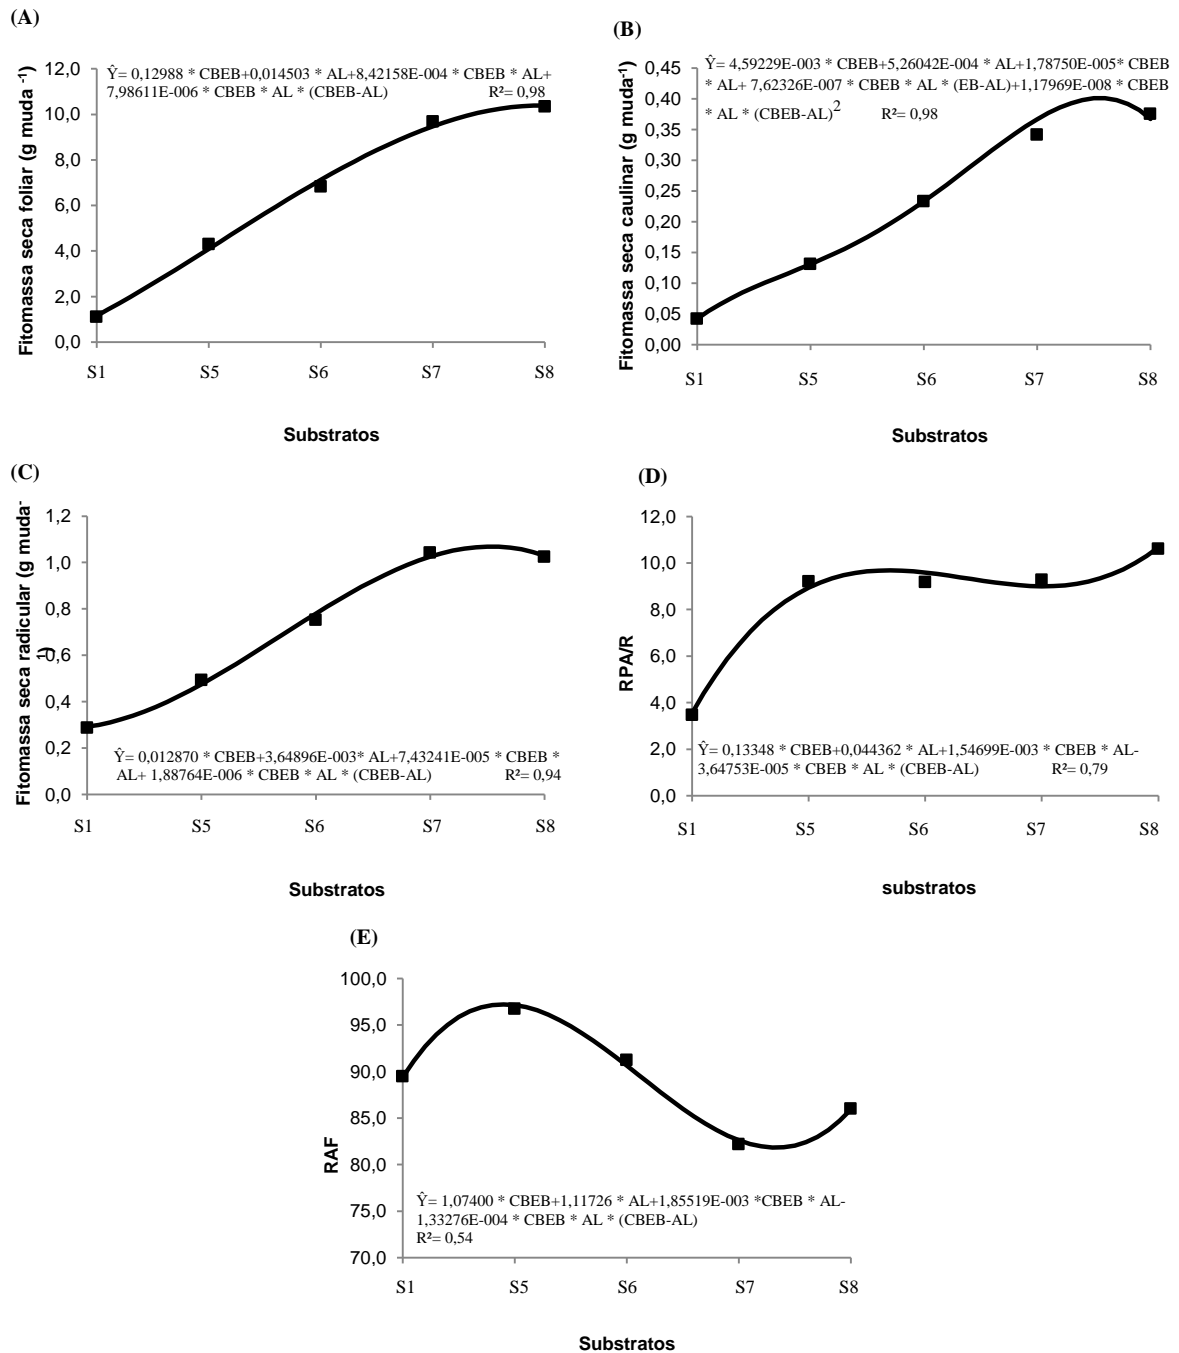 (A)
Fitomassa seca foliar (g muda ⁻¹)
Ŷ= 0,12988 * CBEB+0,014503 * AL+8,42158E-004 * CBEB * AL+
7,98611E-006 * CBEB * AL * (CBEB-AL) R²= 0,98
12,0
10,0
8,0
6,0
4,0
2,0
0,0
S1 S5 S6 S7 S8
Substratos
(B)
Fitomassa seca caulinar (g muda⁻¹)
Ŷ= 4,59229E-003 * CBEB+5,26042E-004 * AL+1,78750E-005* CBEB
* AL+ 7,62326E-007 * CBEB * AL * (EB-AL)+1,17969E-008 * CBEB
* AL * (CBEB-AL)² R²= 0,98
0,45
0,40
0,35
0,30
0,25
0,20
0,15
0,10
0,05
0,00
S1 S5 S6 S7 S8
Substratos
(C)
Fitomassa seca radicular (g muda⁻
¹)
1,2
1,0
0,8
0,6
0,4
0,2
0,0
Ŷ= 0,012870 * CBEB+3,64896E-003* AL+7,43241E-005 * CBEB *
AL+ 1,88764E-006 * CBEB * AL * (CBEB-AL) R²= 0,94
S1 S5 S6 S7 S8
Substratos
(D)
RPA/R
12,0
10,0
8,0
6,0
4,0
2,0
0,0
Ŷ= 0,13348 * CBEB+0,044362 * AL+1,54699E-003 * CBEB * AL-
3,64753E-005 * CBEB * AL * (CBEB-AL) R²= 0,79
S1 S5 S6 S7 S8
substratos
(E)
RAF
100,0
95,0
90,0
85,0
80,0
75,0
70,0
Ŷ= 1,07400 * CBEB+1,11726 * AL+1,85519E-003 *CBEB * AL-
1,33276E-004 * CBEB * AL * (CBEB-AL)
R²= 0,54
S1 S5 S6 S7 S8
Substratos